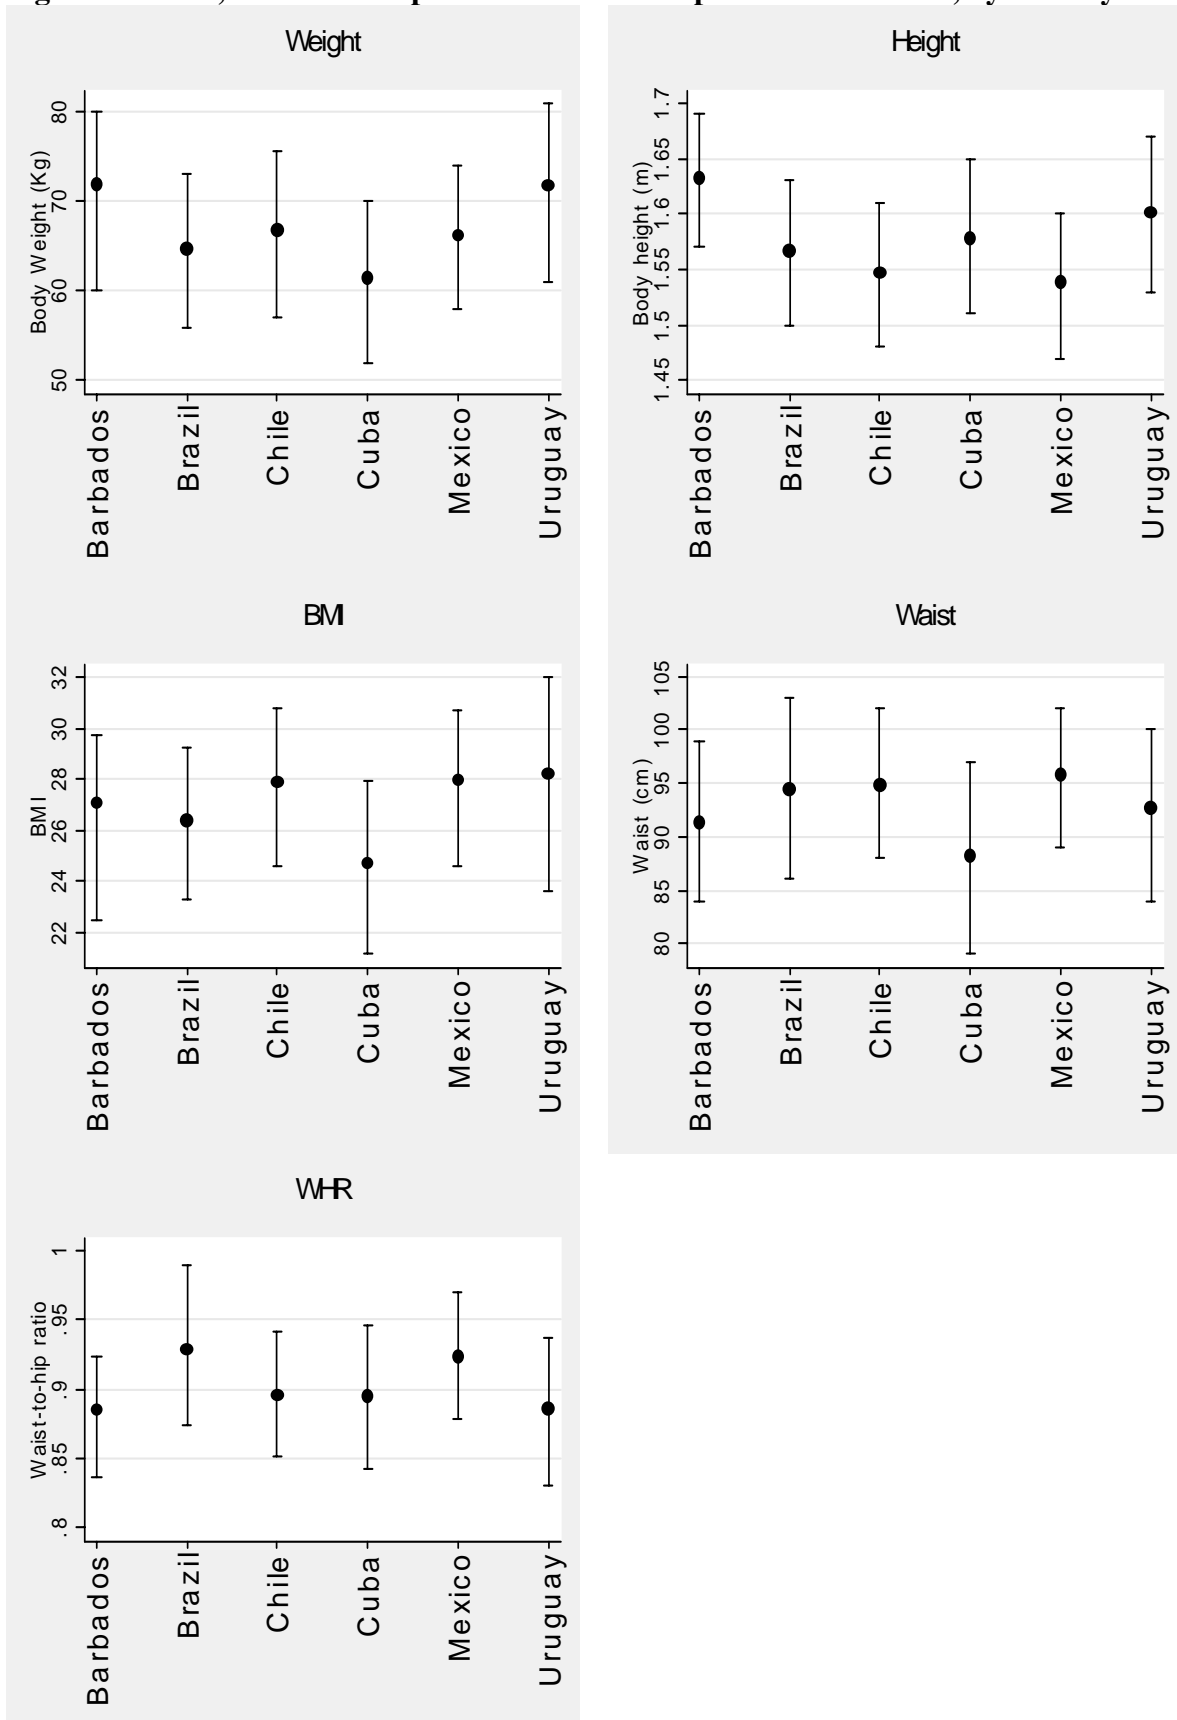 Weight
Body Weight (Kg)
80
70
60
50
Barbados
Brazil
Chile
Cuba
Mexico
Uruguay
Height
Body height (m)
1.7
1.65
1.6
1.55
1.5
1.45
Barbados
Brazil
Chile
Cuba
Mexico
Uruguay
BMI
BMI
32
30
28
26
24
22
Barbados
Brazil
Chile
Cuba
Mexico
Uruguay
Waist
Waist (cm)
105
100
95
90
85
80
Barbados
Brazil
Chile
Cuba
Mexico
Uruguay
WHR
Waist-to-hip ratio
1
.95
.9
.85
.8
Barbados
Brazil
Chile
Cuba
Mexico
Uruguay